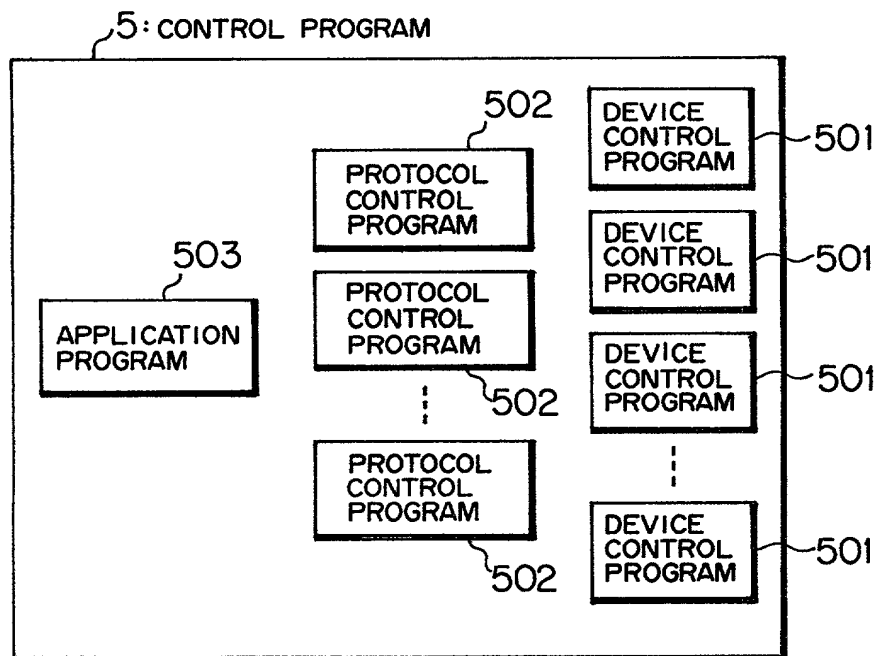 5: CONTROL PROGRAM
503
APPLICATION
PROGRAM
502
PROTOCOL
CONTROL
PROGRAM
PROTOCOL
CONTROL
PROGRAM
502
PROTOCOL
CONTROL
PROGRAM
502
DEVICE
CONTROL
PROGRAM
501
DEVICE
CONTROL
PROGRAM
501
DEVICE
CONTROL
PROGRAM
501
DEVICE
CONTROL
PROGRAM
501